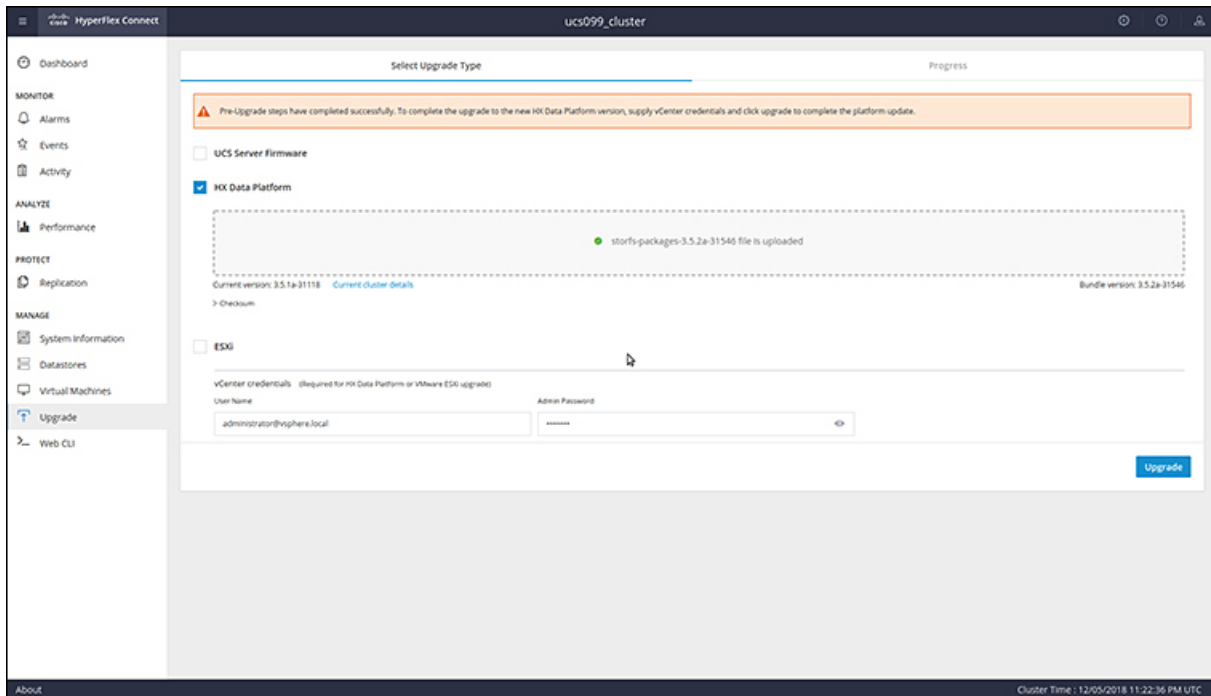 cisco HyperFlex Connect
ucs099_cluster
Dashboard
MONITOR
Alarms
Events
Activity
ANALYZE
Performance
PROTECT
Replication
MANAGE
System Information
Datastores
Virtual Machines
Upgrade
Web CLI
Select Upgrade Type
Progress
Pre-Upgrade steps have completed successfully. To complete the upgrade to the new HX Data Platform version, supply vCenter credentials and click upgrade to complete the platform update.
UCS Server Firmware
HX Data Platform
storfs-packages-3.5.2a-31546 file is uploaded
Current version: 3.5.1a-31118 Current cluster details
Bundle version: 3.5.2a-31546
> Checksum
ESXi
vCenter credentials (Required for HX Data Platform or VMware ESXi upgrade)
User Name
Admin Password
administrator@vsphere.local
•••••••
Upgrade
About
Cluster Time : 12/05/2018 11:22:36 PM UTC